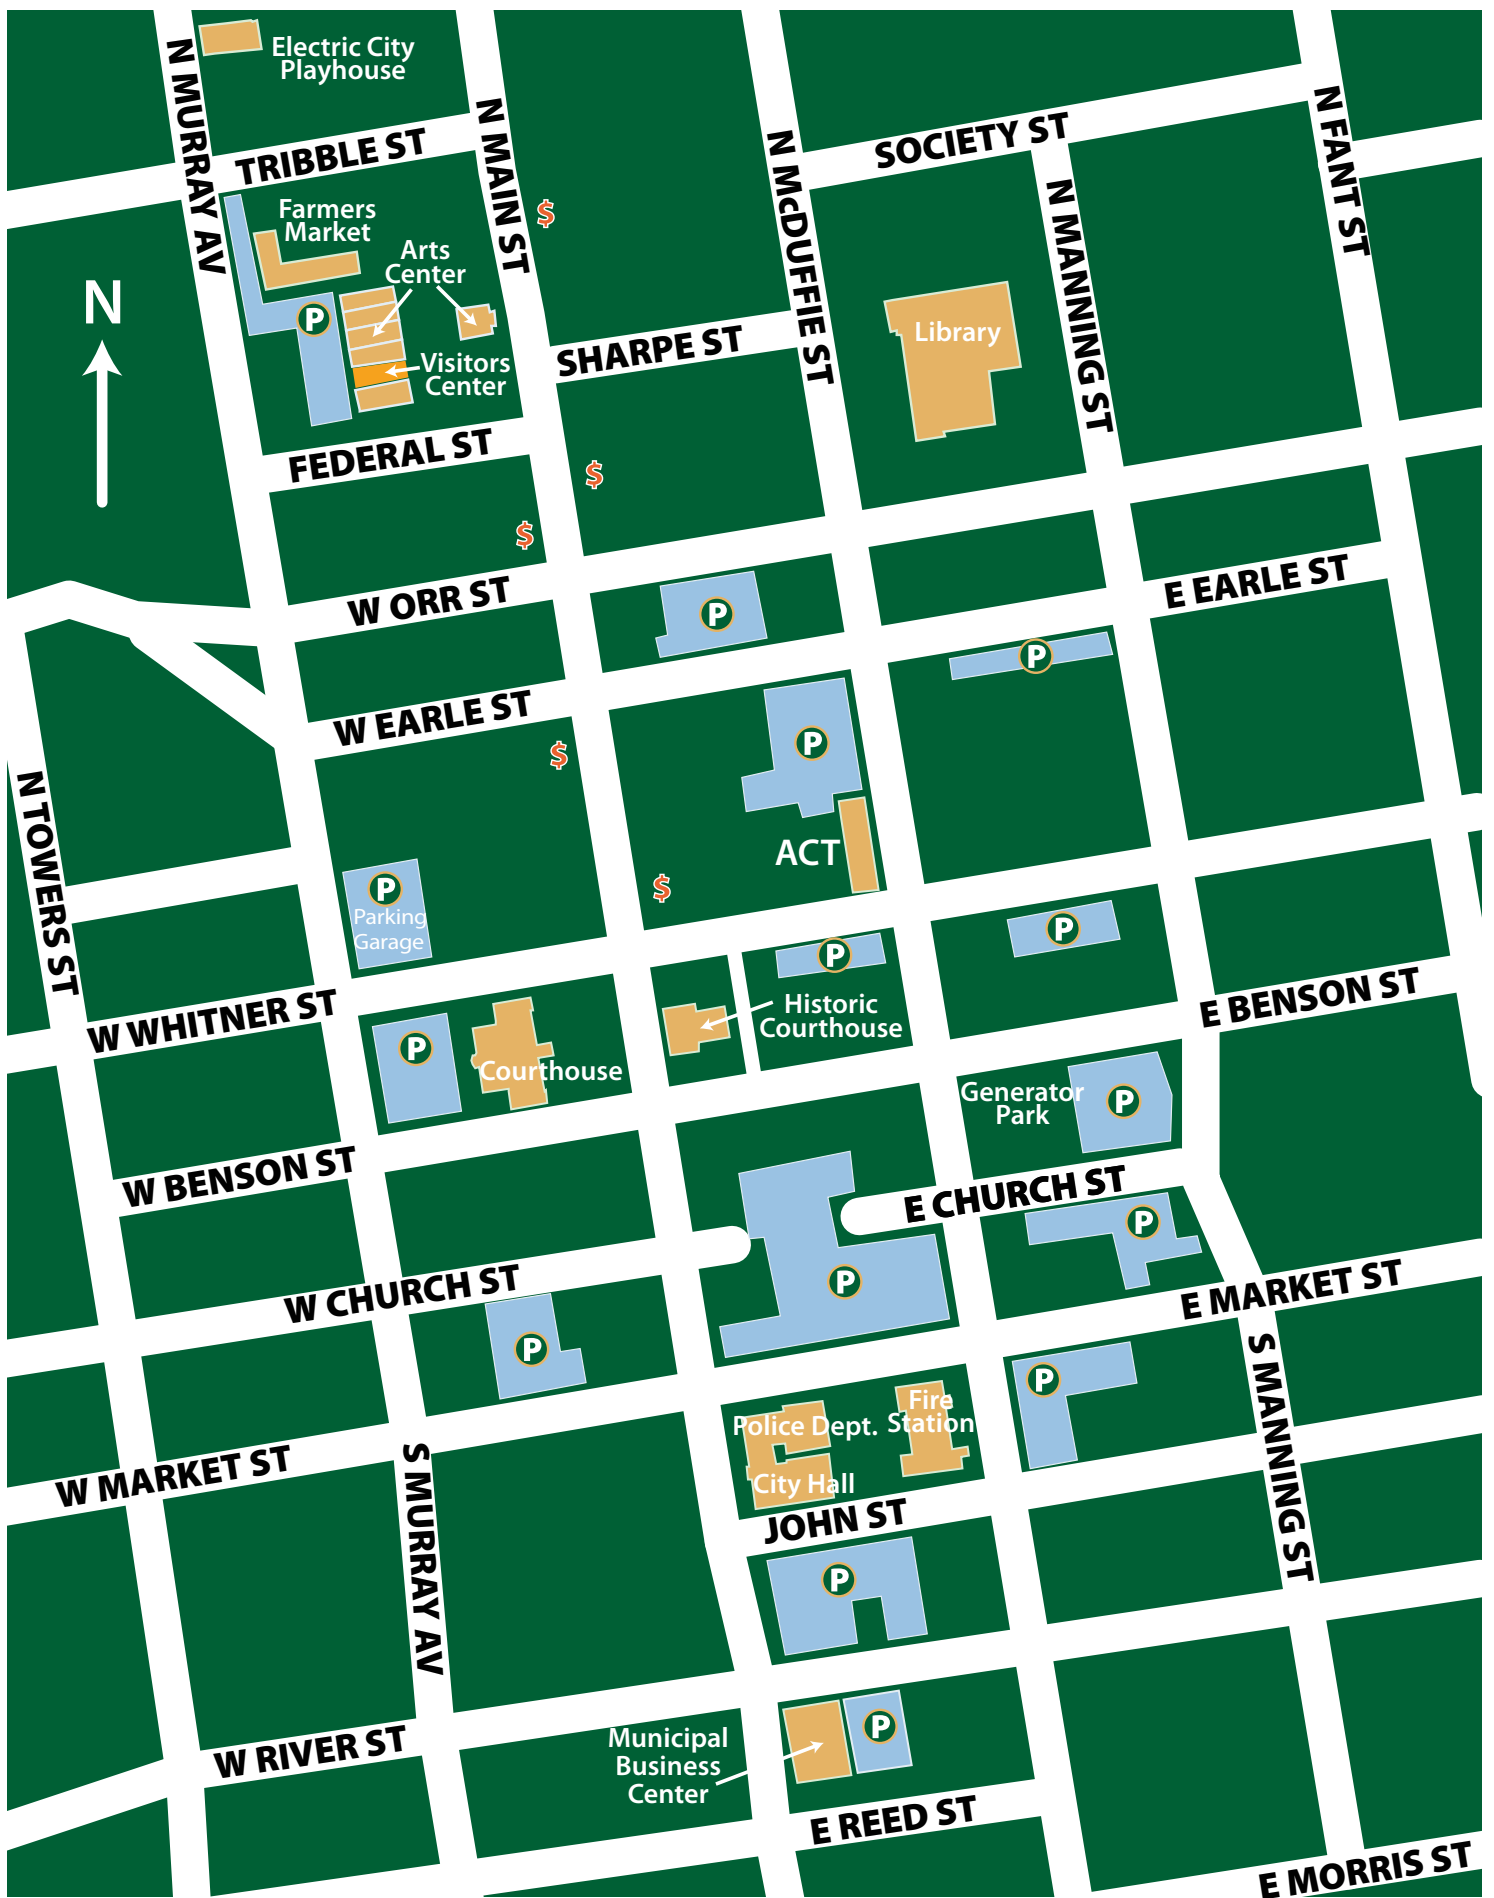 Electric City
Playhouse
N MURRAY AV
N MAIN ST
TRIBBLE ST
N McDUFFIE ST
SOCIETY ST
N FANT ST
N MANNING ST
Farmers
Market
$
Arts
Center
N
P
SHARPE ST
Library
Visitors
Center
FEDERAL ST
$
$
W ORR ST
P
E EARLE ST
P
W EARLE ST
$
P
N TOWERS ST
ACT
P
Parking
Garage
$
P
P
W WHITNER ST
Historic
Courthouse
E BENSON ST
P
Courthouse
Generator
Park
P
W BENSON ST
E CHURCH ST
P
W CHURCH ST
P
E MARKET ST
P
P
S MANNING ST
Police Dept.
Fire
Station
W MARKET ST
S MURRAY AV
City Hall
JOHN ST
P
W RIVER ST
Municipal
Business
Center
P
E REED ST
E MORRIS ST